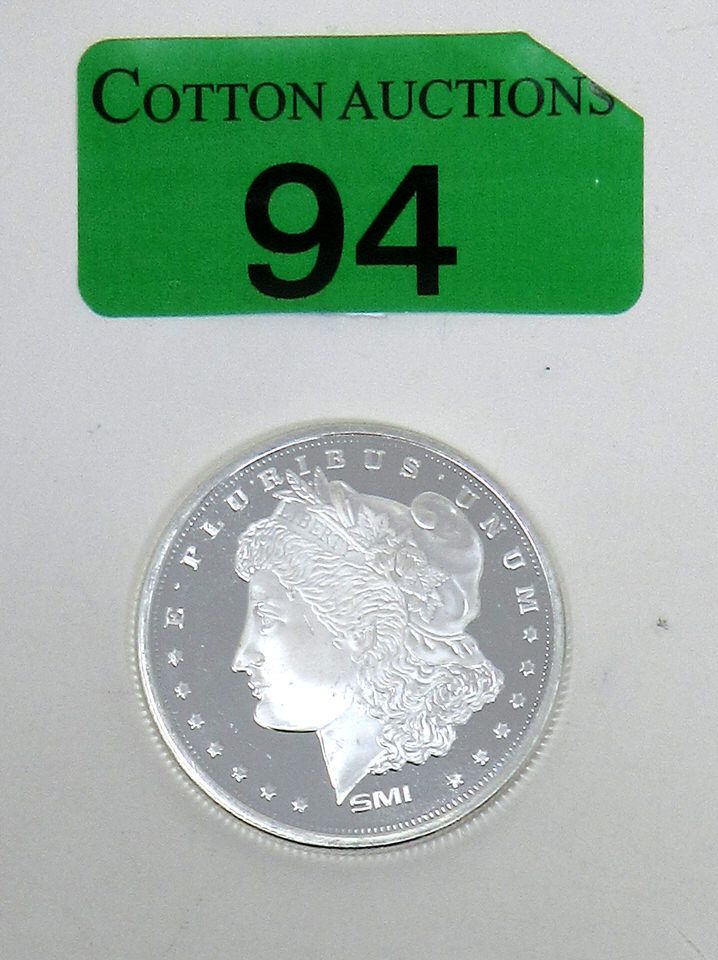 COTTON AUCTIONS
94
E · PLURIBUS · UNUM
LIBERTY
SMI